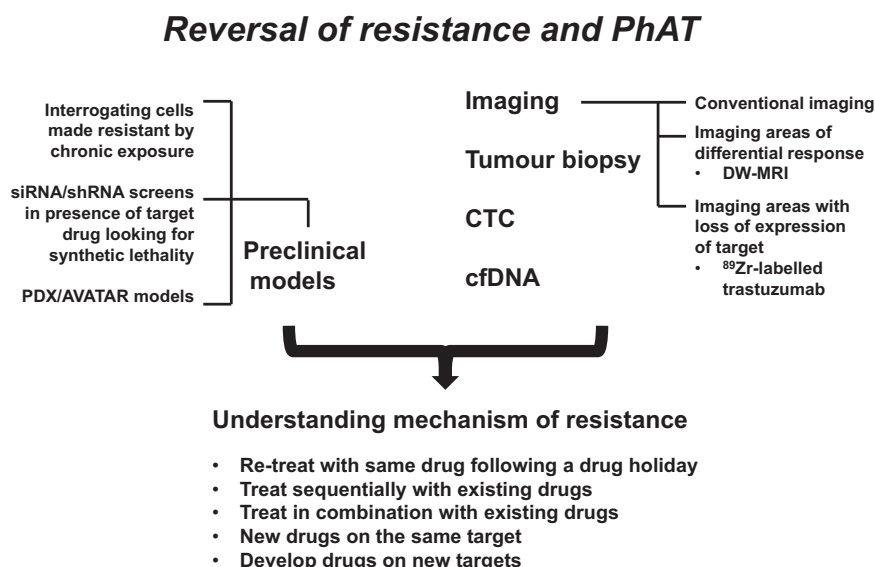 Reversal of resistance and PhAT
Interrogating cells
made resistant by
chronic exposure
siRNA/shRNA screens
in presence of target
drug looking for
synthetic lethality
PDX/AVATAR models
Preclinical
models
Imaging
Tumour biopsy
CTC
cfDNA
Conventional imaging
Imaging areas of
differential response
• DW-MRI
Imaging areas with
loss of expression
of target
• ⁸⁹Zr-labelled
trastuzumab
Understanding mechanism of resistance
• Re-treat with same drug following a drug holiday
• Treat sequentially with existing drugs
• Treat in combination with existing drugs
• New drugs on the same target
• Develop drugs on new targets